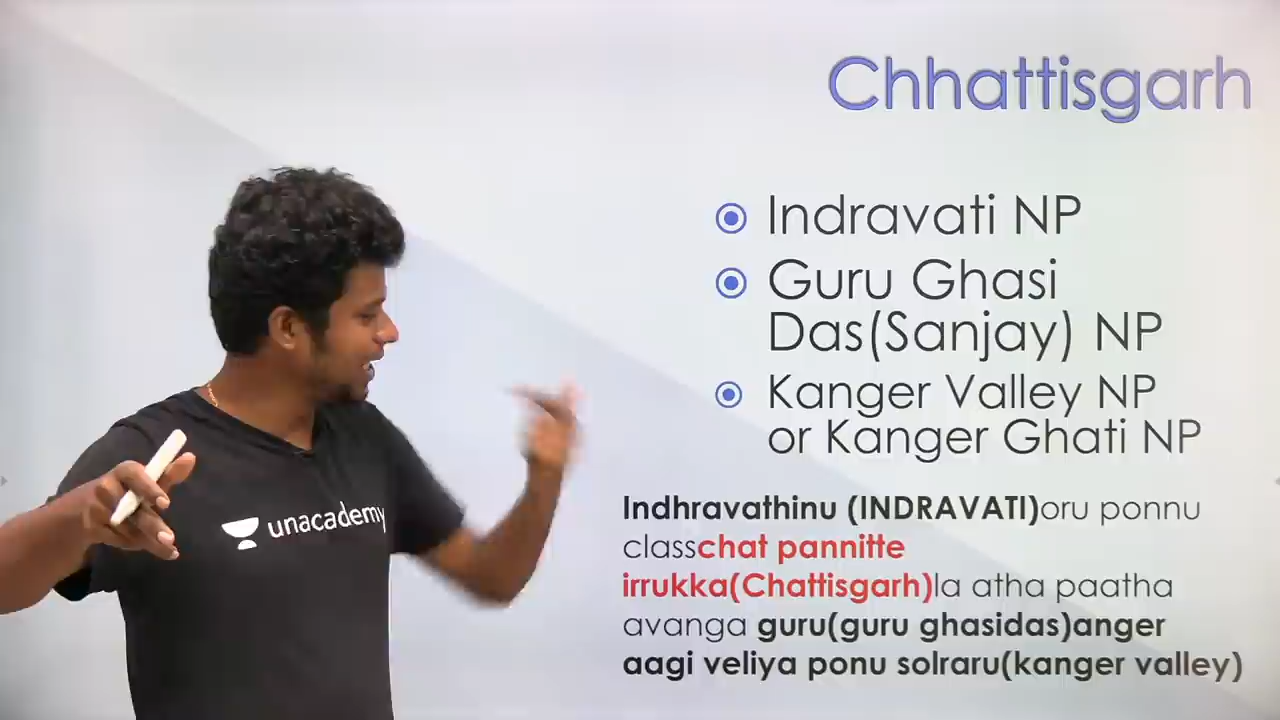 Chhattisgarh
Indravati NP
Guru Ghasi
Das(Sanjay) NP
Kanger Valley NP
or Kanger Ghati NP
Indhravathinu (INDRAVATI)oru ponnu
classchat pannitte
irrukka(Chattisgarh)la atha paatha
avanga guru(guru ghasidas)anger
aagi veliya ponu solraru(kanger valley)
unacademy